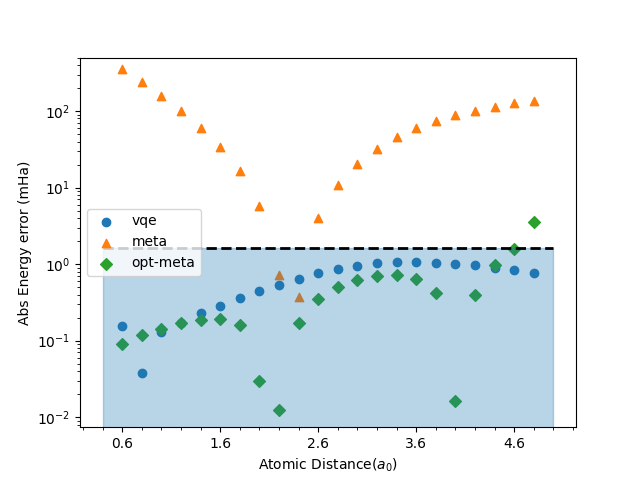 Abs Energy error (mHa)
10²
10¹
10⁰
10⁻¹
10⁻²
vqe
meta
opt-meta
0.6 1.6 2.6 3.6 4.6
Atomic Distance(a₀)